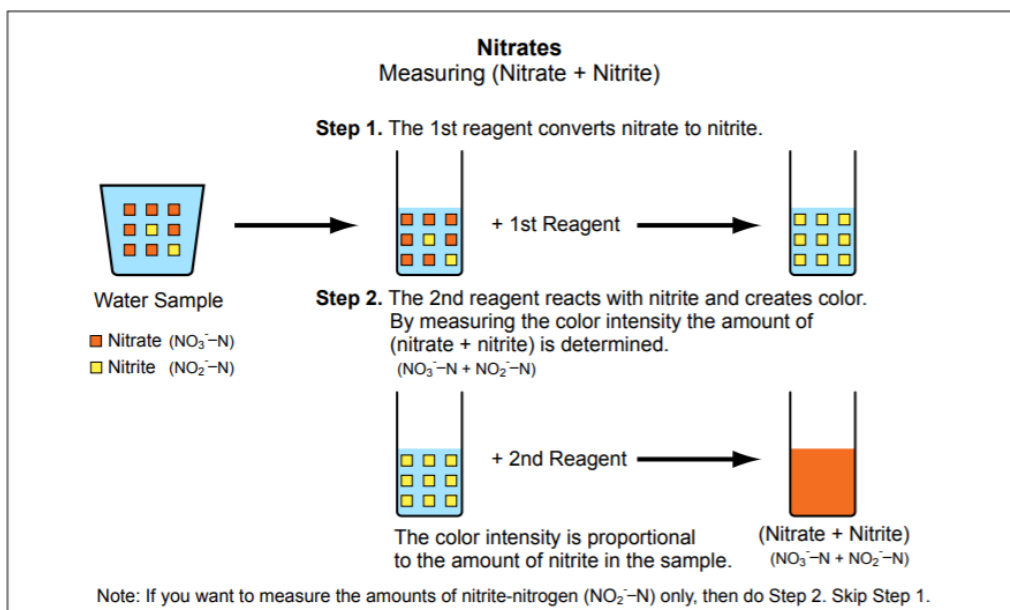 Nitrates
Measuring (Nitrate + Nitrite)
Step 1. The 1st reagent converts nitrate to nitrite.
+ 1st Reagent
Water Sample
Nitrate (NO₃⁻–N)
Nitrite (NO₂⁻–N)
Step 2. The 2nd reagent reacts with nitrite and creates color.
By measuring the color intensity the amount of
(nitrate + nitrite) is determined.
(NO₃⁻–N + NO₂⁻–N)
+ 2nd Reagent
The color intensity is proportional
to the amount of nitrite in the sample.
(Nitrate + Nitrite)
(NO₃⁻–N + NO₂⁻–N)
Note: If you want to measure the amounts of nitrite-nitrogen (NO₂⁻–N) only, then do Step 2. Skip Step 1.